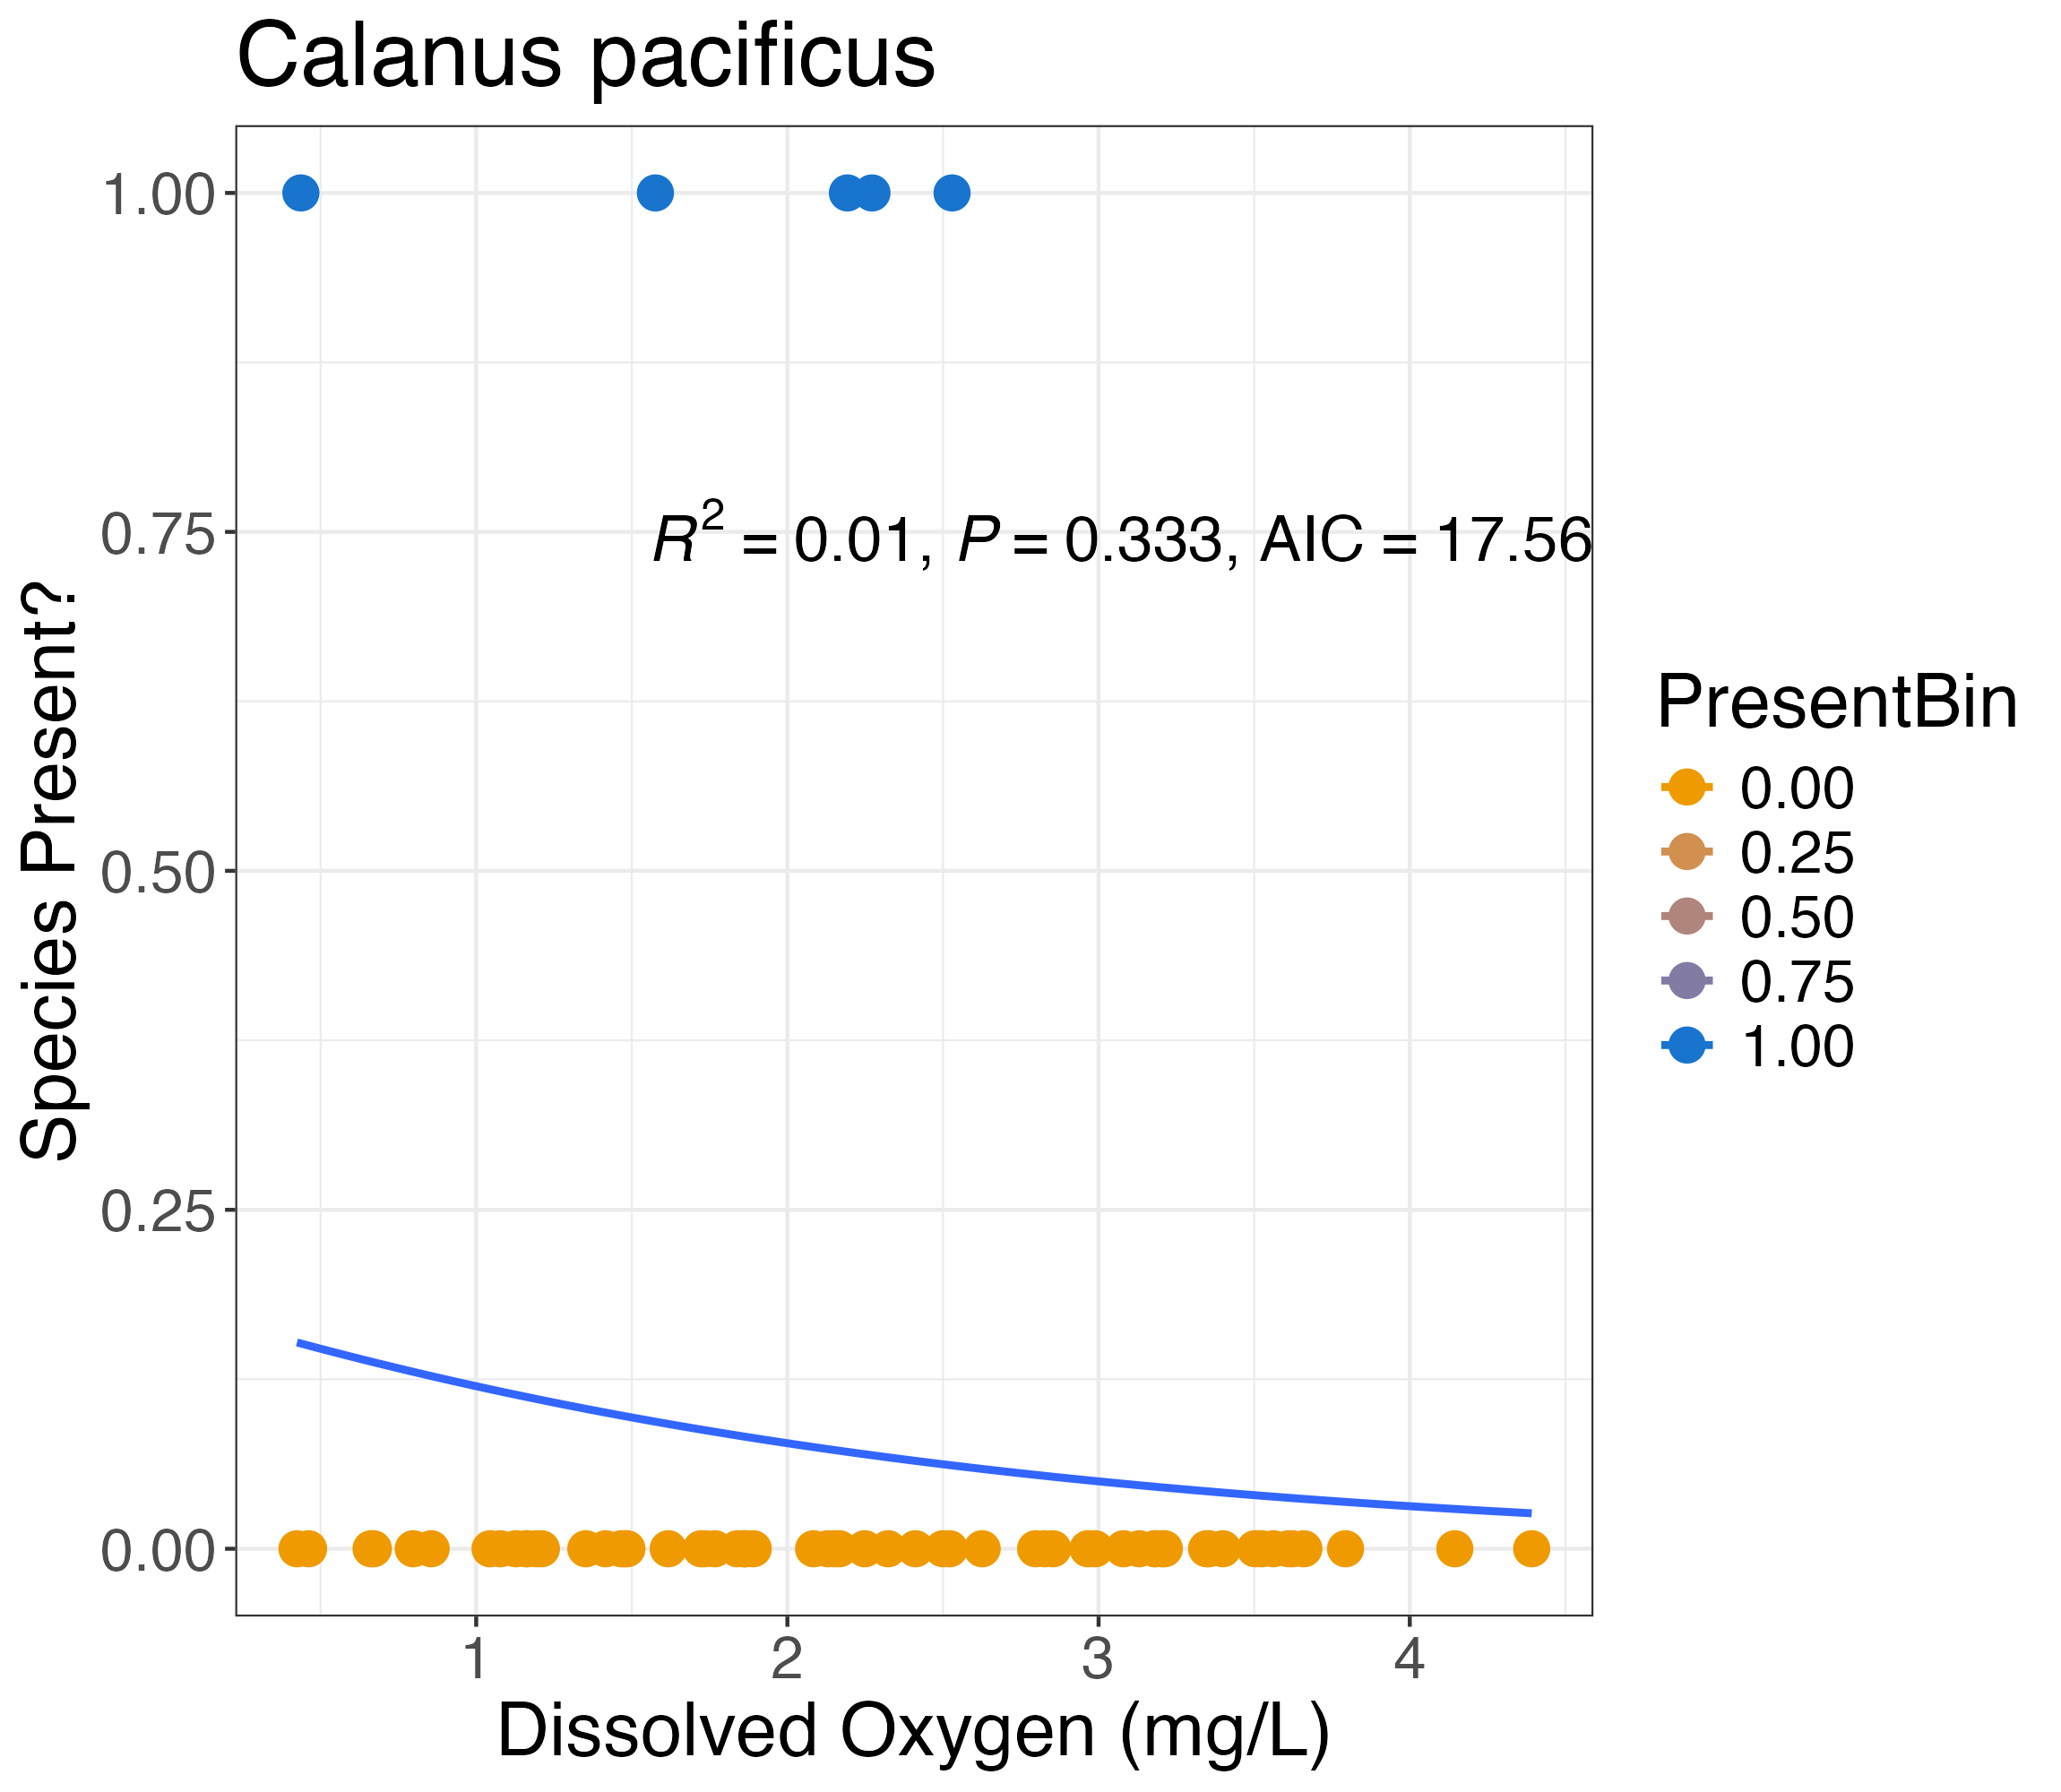 Calanus pacificus
1.00
0.75
0.50
0.25
0.00
Species Present?
R² = 0.01, P = 0.333, AIC = 17.56
1 2 3 4
Dissolved Oxygen (mg/L)
PresentBin
0.00
0.25
0.50
0.75
1.00